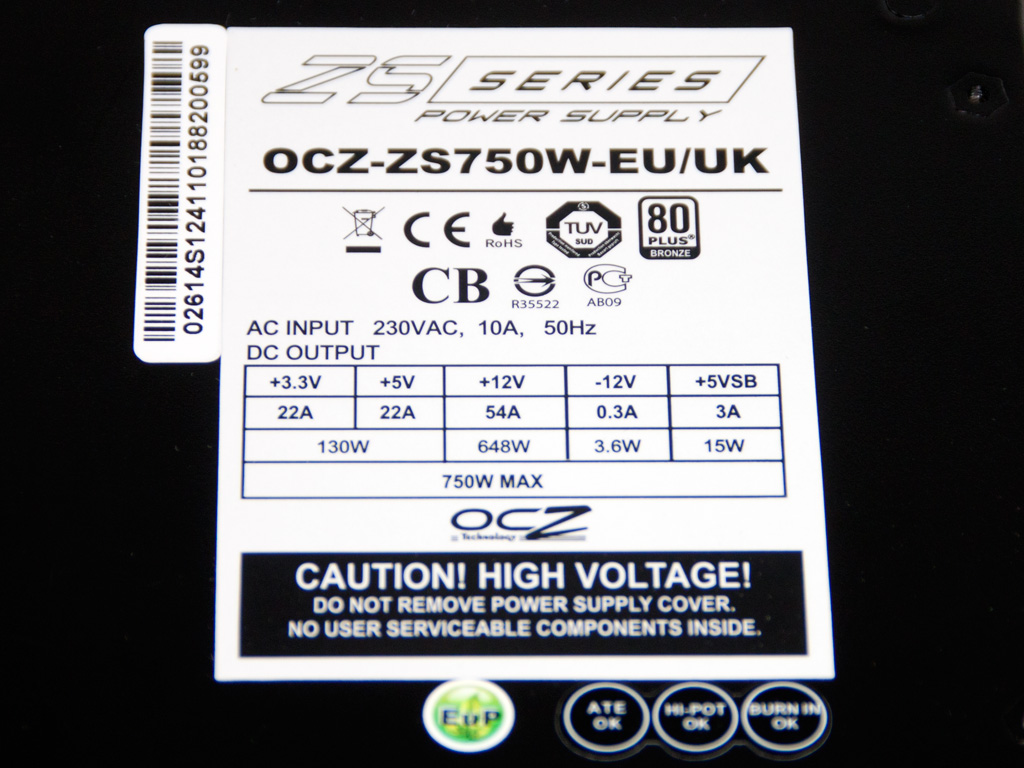 02614S1241101888200599
ZS SERIES
POWER SUPPLY
OCZ-ZS750W-EU/UK
CE RoHS TUV SUD 80 PLUS® BRONZE
CB R35522 PCT AB09
AC INPUT 230VAC, 10A, 50Hz
DC OUTPUT
+3.3V +5V +12V -12V +5VSB
22A 22A 54A 0.3A 3A
130W 648W 3.6W 15W
750W MAX
OCZ
Technology
CAUTION! HIGH VOLTAGE!
DO NOT REMOVE POWER SUPPLY COVER.
NO USER SERVICEABLE COMPONENTS INSIDE.
EuP
ATE OK
HI-POT OK
BURN IN OK